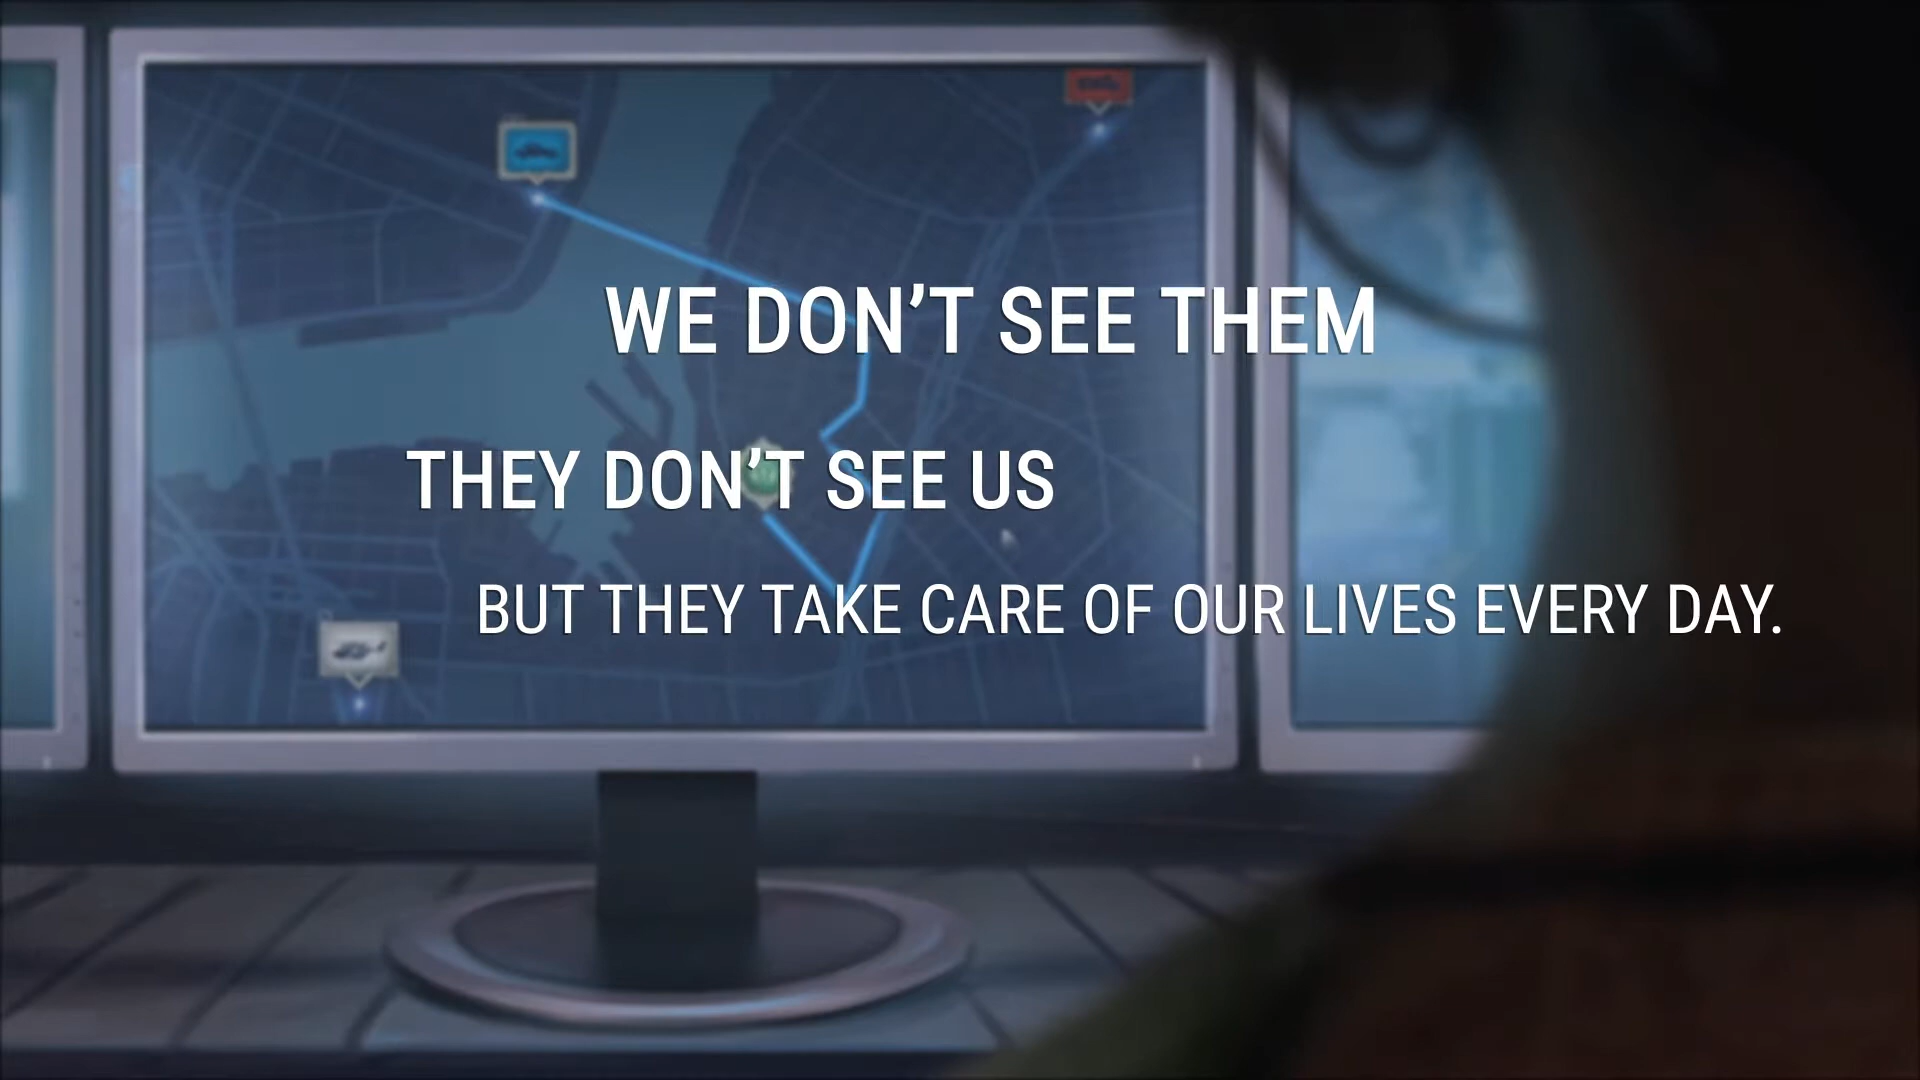 WE DON’T SEE THEM
THEY DON’T SEE US
BUT THEY TAKE CARE OF OUR LIVES EVERY DAY.